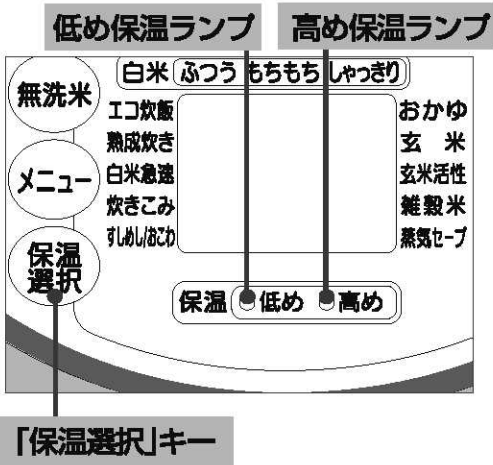 低め保温ランプ
高め保温ランプ
無洗米
メニュー
保温
選択
白米 ふつう もちもち しゃっきり
エコ炊飯
熟成炊き
白米急速
炊きこみ
すしめし/おこわ
おかゆ
玄米
玄米活性
雑穀米
蒸気セーブ
保温 低め 高め
「保温選択」キー